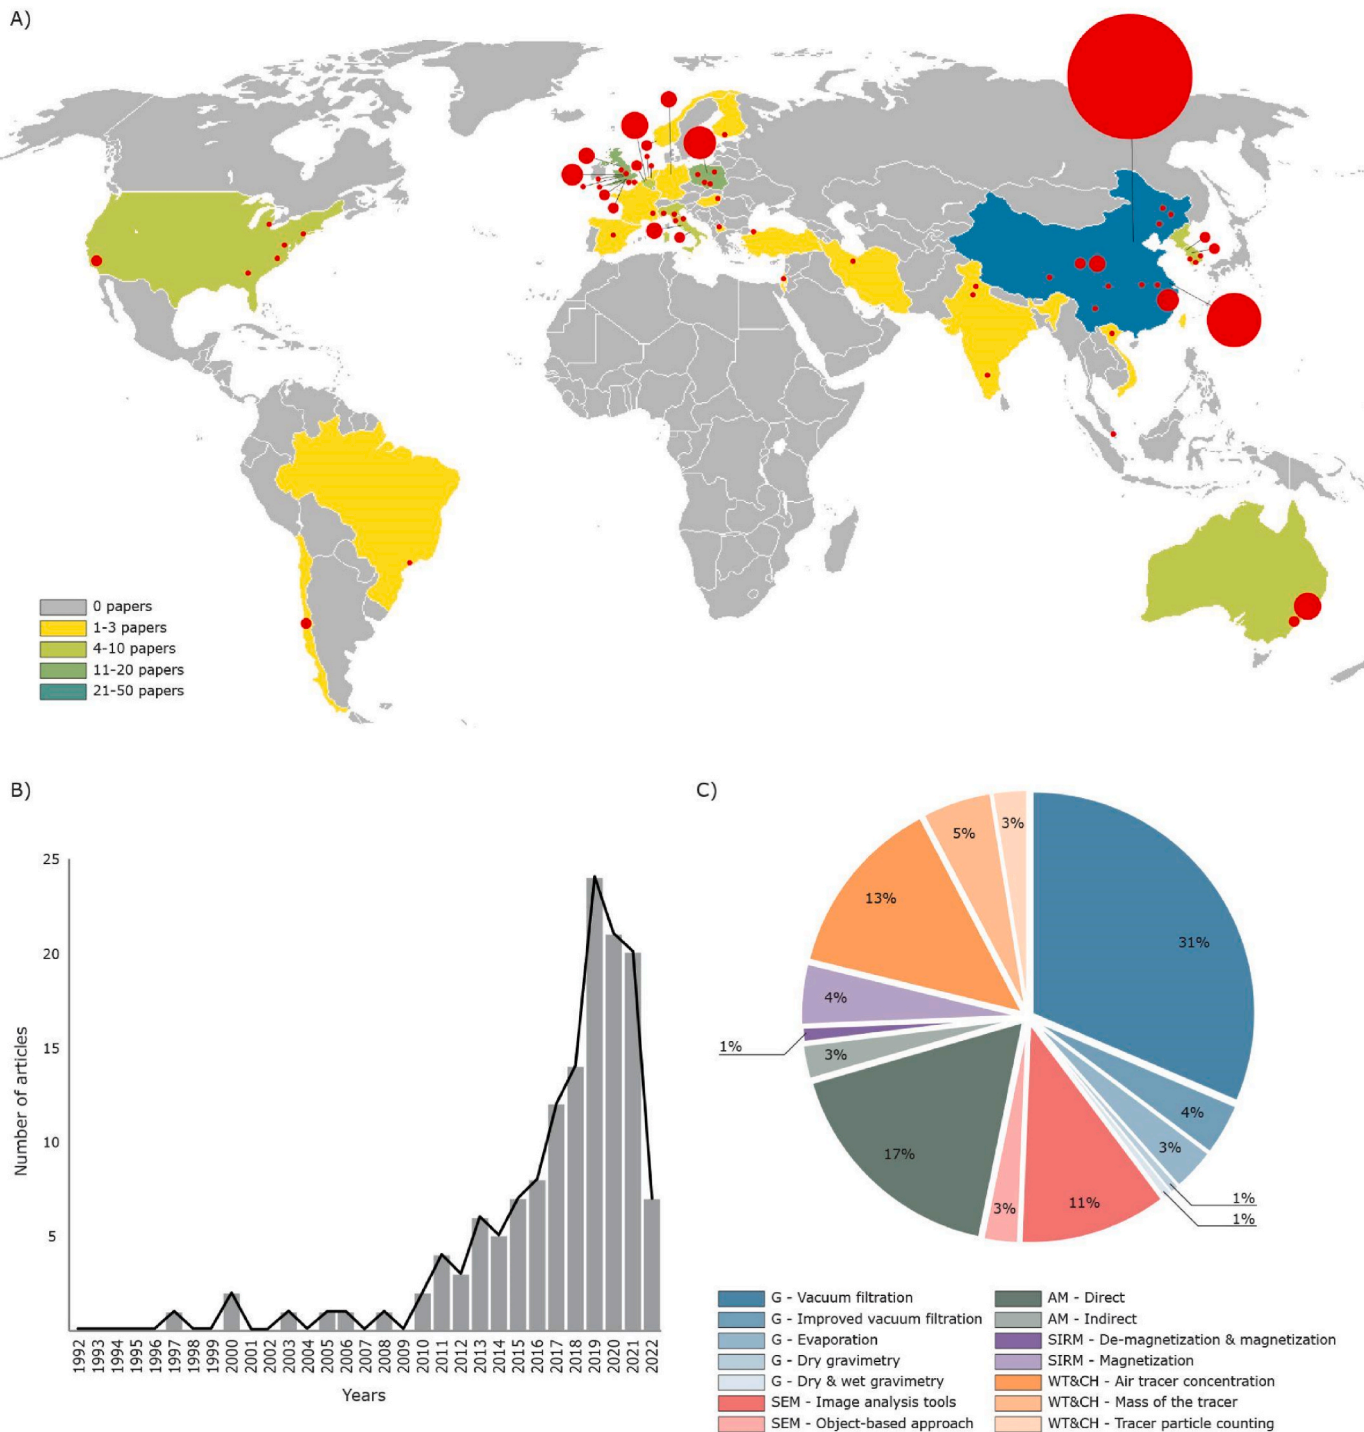 A)
0 papers
1-3 papers
4-10 papers
11-20 papers
21-50 papers
B)
Number of articles
25
20
15
10
5
1992
1993
1994
1995
1996
1997
1998
1999
2000
2001
2002
2003
2004
2005
2006
2007
2008
2009
2010
2011
2012
2013
2014
2015
2016
2017
2018
2019
2020
2021
2022
Years
C)
31%
4%
3%
1%
1%
11%
3%
17%
3%
1%
4%
13%
5%
3%
G - Vacuum filtration
G - Improved vacuum filtration
G - Evaporation
G - Dry gravimetry
G - Dry & wet gravimetry
SEM - Image analysis tools
SEM - Object-based approach
AM - Direct
AM - Indirect
SIRM - De-magnetization & magnetization
SIRM - Magnetization
WT&CH - Air tracer concentration
WT&CH - Mass of the tracer
WT&CH - Tracer particle counting